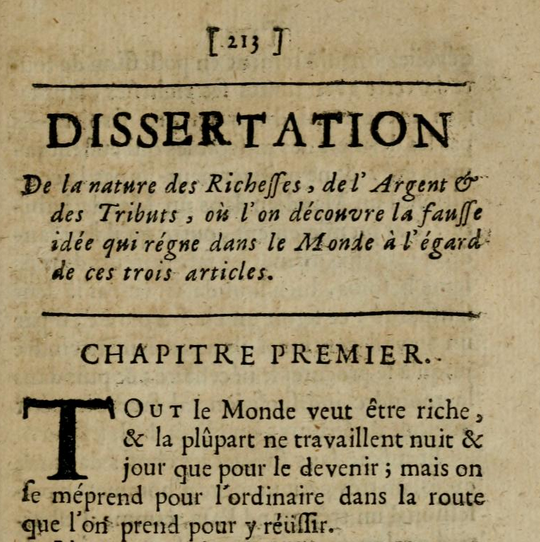 [ 213 ]
DISSERTATION
De la nature des Richesses, de l'Argent &
des Tributs, où l'on découvre la fausse
idée qui régne dans le Monde à l'égard
de ces trois articles.
CHAPITRE PREMIER.
TOUT le Monde veut être riche,
& la plûpart ne travaillent nuit &
jour que pour le devenir ; mais on
se méprend pour l'ordinaire dans la route
que l'on prend pour y réüssir.